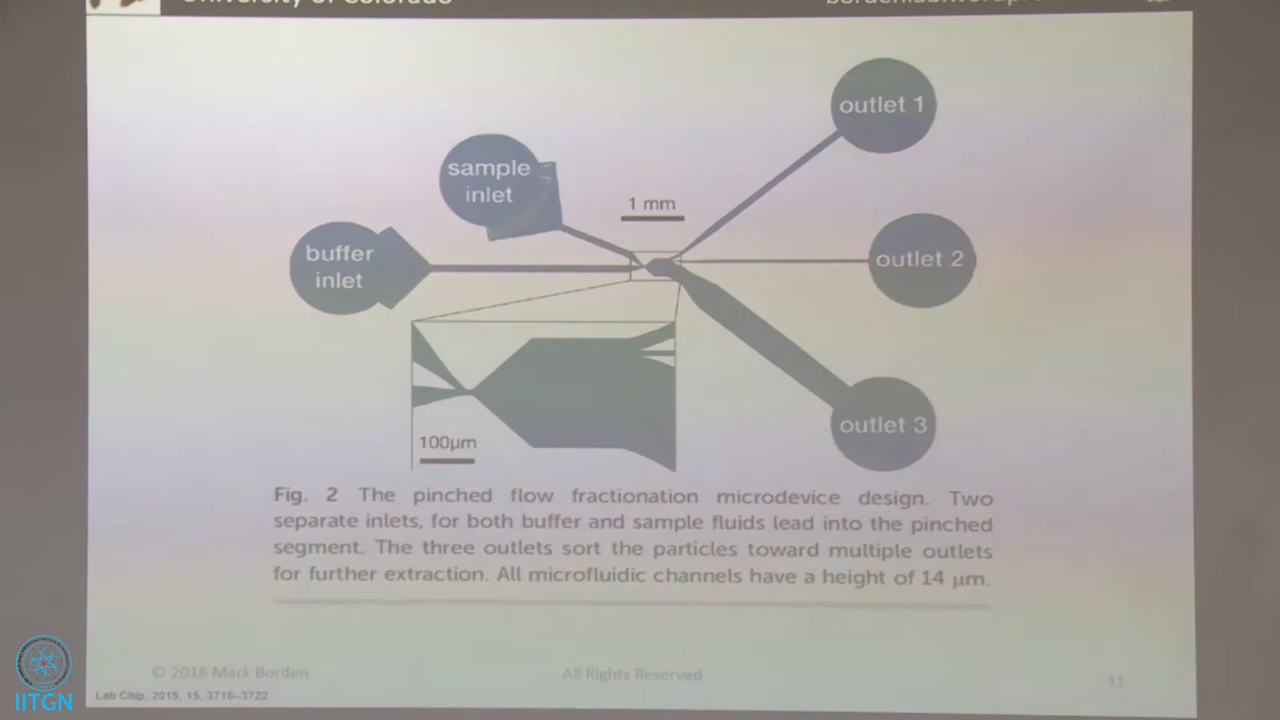 University of Colorado
outlet 1
sample
inlet
1 mm
buffer
inlet
outlet 2
100μm
outlet 3
Fig. 2 The pinched flow fractionation microdevice design. Two
separate inlets, for both buffer and sample fluids lead into the pinched
segment. The three outlets sort the particles toward multiple outlets
for further extraction. All microfluidic channels have a height of 14 μm.
© 2018 Mark Borden
All Rights Reserved
11
Lab Chip, 2015, 15, 3716–3722
IITGN